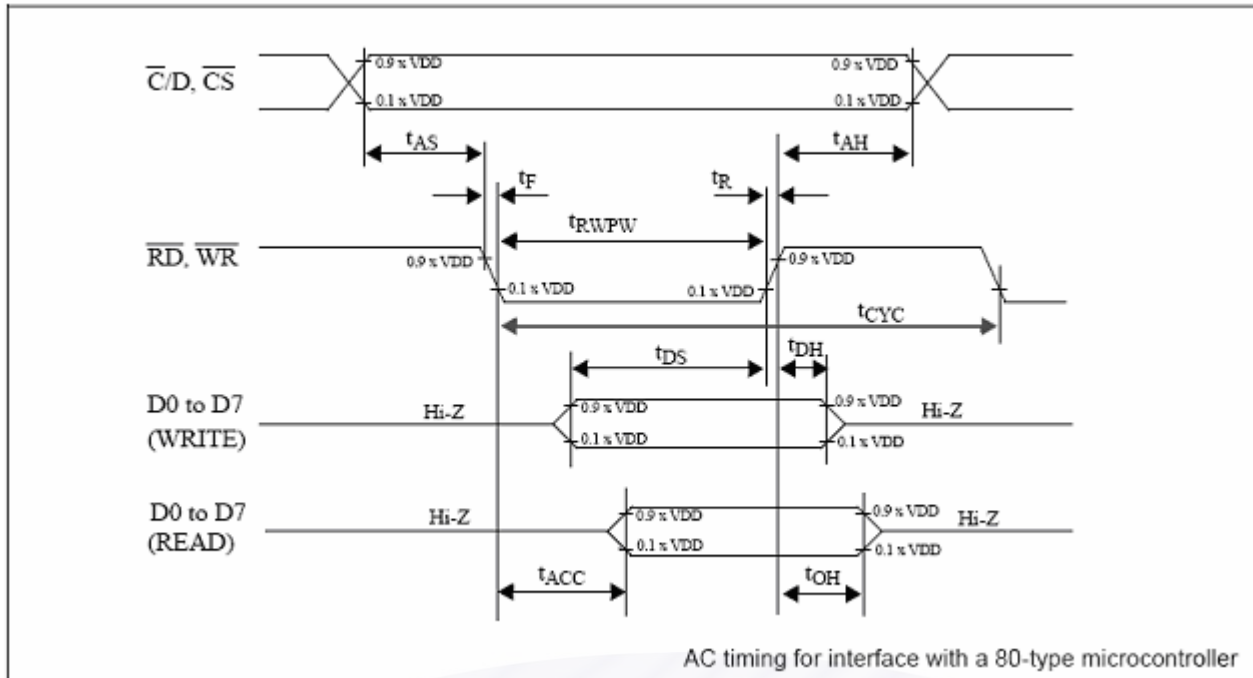 C̅/D, C̅S̅
0.9 x VDD
0.9 x VDD
0.1 x VDD
0.1 x VDD
tAS
tAH
tF
tR
tRWPW
R̅D̅, W̅R̅
0.9 x VDD
0.9 x VDD
0.1 x VDD
0.1 x VDD
tCYC
tDS
tDH
D0 to D7
(WRITE)
Hi-Z
0.9 x VDD
0.9 x VDD
Hi-Z
0.1 x VDD
0.1 x VDD
D0 to D7
(READ)
Hi-Z
0.9 x VDD
0.9 x VDD
Hi-Z
0.1 x VDD
0.1 x VDD
tACC
tOH
AC timing for interface with a 80-type microcontroller